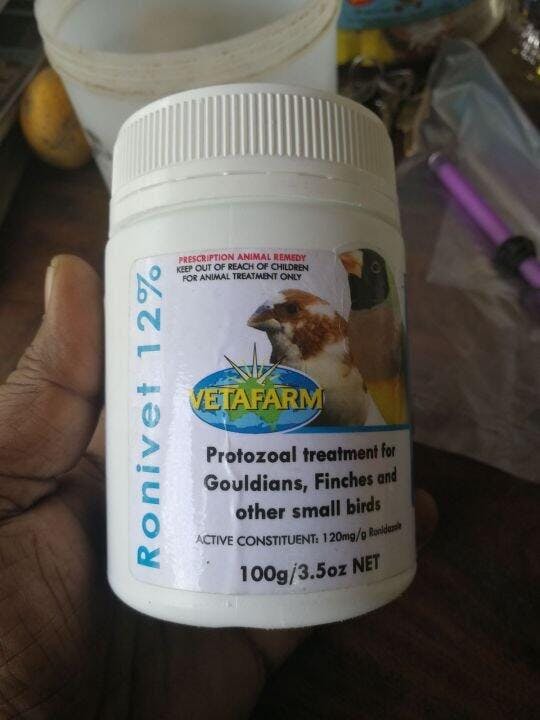 Ronivet 12%
PRESCRIPTION ANIMAL REMEDY
KEEP OUT OF REACH OF CHILDREN
FOR ANIMAL TREATMENT ONLY
VETAFARM
Protozoal treatment for
Gouldians, Finches and
other small birds
ACTIVE CONSTITUENT: 120mg/g Ronidazole
100g/3.5oz NET